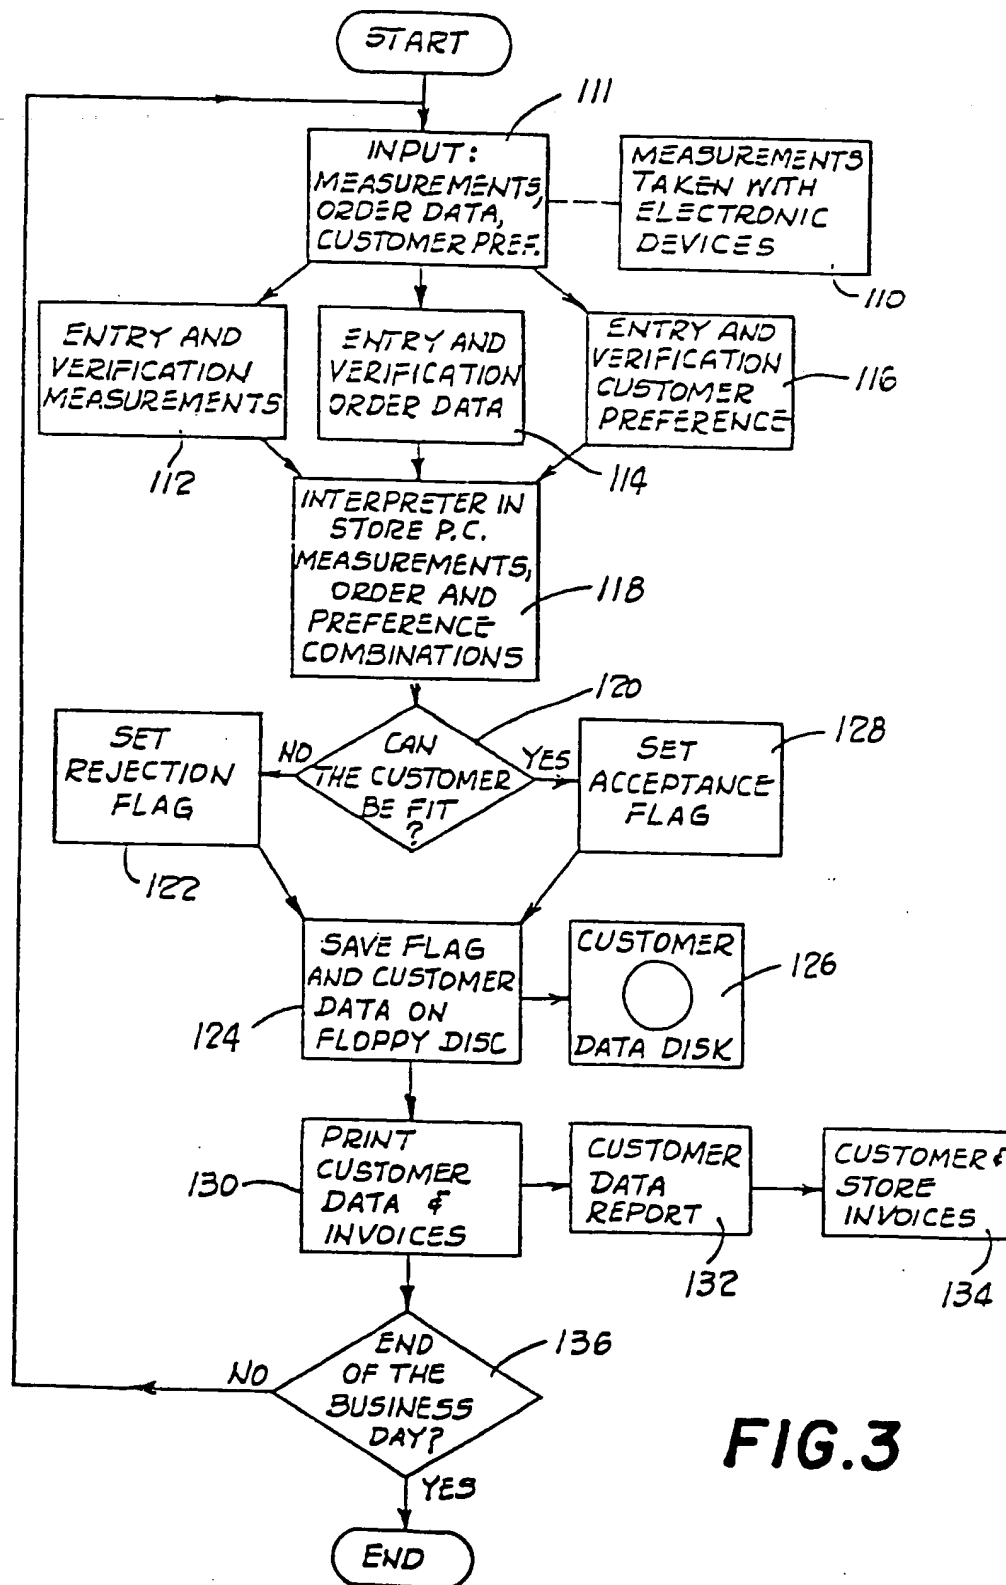 START
111
INPUT:
MEASUREMENTS,
ORDER DATA,
CUSTOMER PREF.
MEASUREMENTS
TAKEN WITH
ELECTRONIC
DEVICES
110
ENTRY AND
VERIFICATION
MEASUREMENTS
112
ENTRY AND
VERIFICATION
ORDER DATA
114
ENTRY AND
VERIFICATION
CUSTOMER
PREFERENCE
116
INTERPRETER IN
STORE P.C.
MEASUREMENTS,
ORDER AND
PREFERENCE
COMBINATIONS
118
120
CAN
THE CUSTOMER
BE FIT
?
NO
YES
SET
REJECTION
FLAG
122
SET
ACCEPTANCE
FLAG
128
SAVE FLAG
AND CUSTOMER
DATA ON
FLOPPY DISC
124
CUSTOMER
DATA DISK
126
PRINT
CUSTOMER
DATA &
INVOICES
130
CUSTOMER
DATA
REPORT
132
CUSTOMER &
STORE
INVOICES
134
END
OF THE
BUSINESS
DAY?
136
NO
YES
END
FIG.3